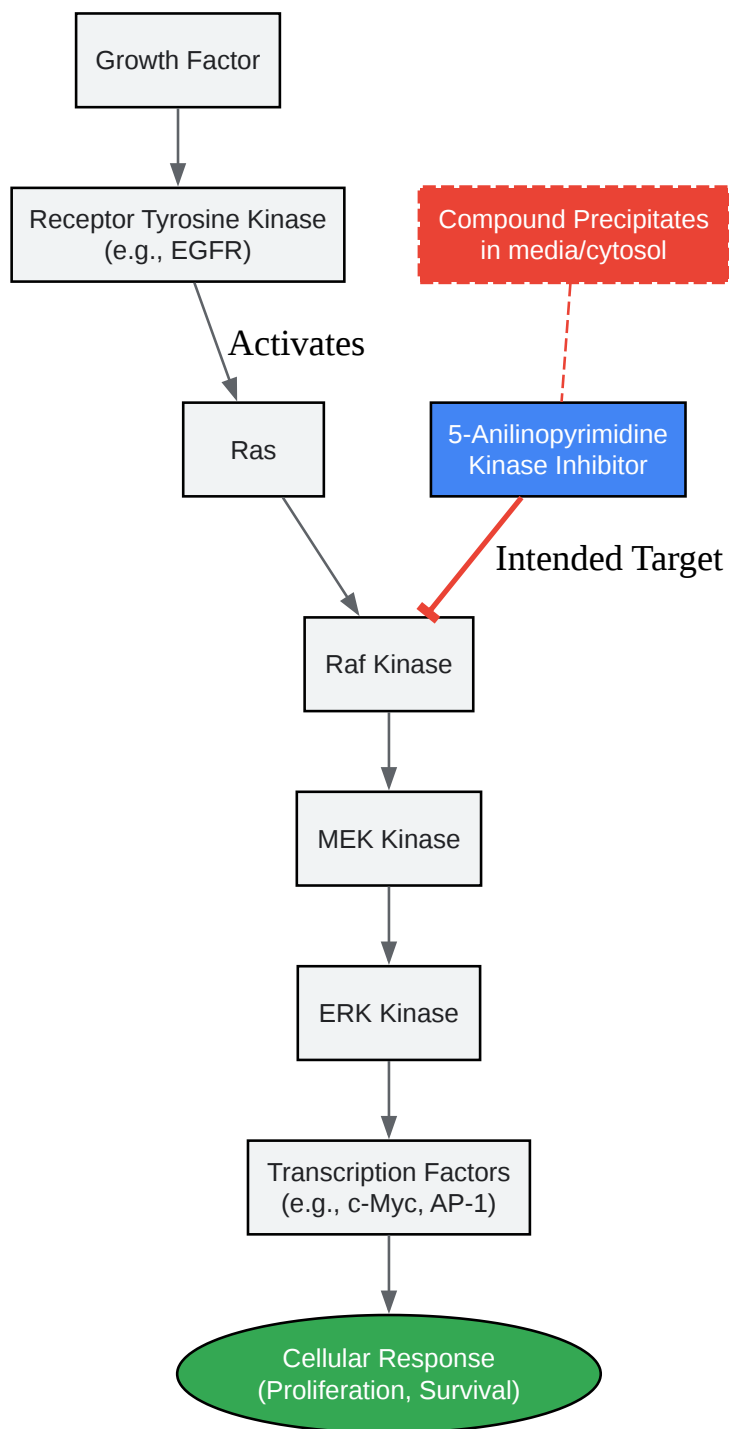 Growth Factor
Receptor Tyrosine Kinase
(e.g., EGFR)
Compound Precipitates
in media/cytosol
Activates
Ras
5-Anilinopyrimidine
Kinase Inhibitor
Intended Target
Raf Kinase
MEK Kinase
ERK Kinase
Transcription Factors
(e.g., c-Myc, AP-1)
Cellular Response
(Proliferation, Survival)